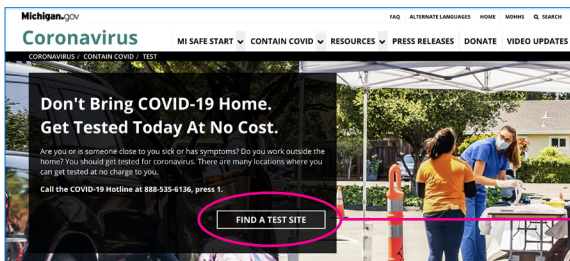 Michigan.gov
FAQ ALTERNATE LANGUAGES HOME MDHHS SEARCH
Coronavirus
MI SAFE START CONTAIN COVID RESOURCES PRESS RELEASES DONATE VIDEO UPDATES
CORONAVIRUS / CONTAIN COVID / TEST
Don't Bring COVID-19 Home.
Get Tested Today At No Cost.
Are you or is someone close to you sick or has symptoms? Do you work outside the
home? You should get tested for coronavirus. There are many locations where you
can get tested at no charge to you.
Call the COVID-19 Hotline at 888-535-6136, press 1.
FIND A TEST SITE